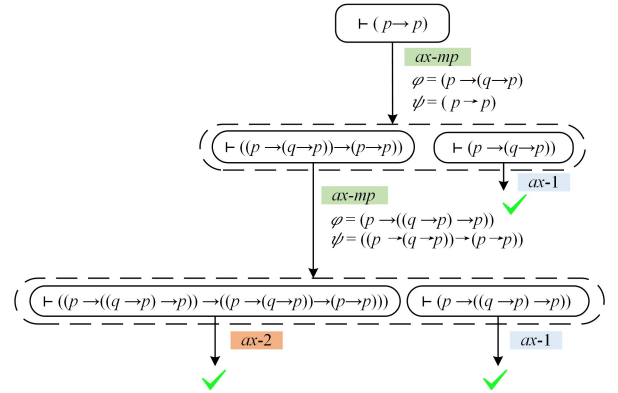 ⊢ ( p→ p)
ax-mp
φ = (p →(q→p)
ψ = ( p → p)
⊢ ((p →(q→p))→(p→p))
⊢ (p →(q→p))
ax-1
ax-mp
φ = (p →((q→p) →p))
ψ = ((p →(q→p))→(p→p))
⊢ ((p →((q→p) →p)) →((p →(q→p))→(p→p)))
⊢ (p →((q→p) →p))
ax-2
ax-1